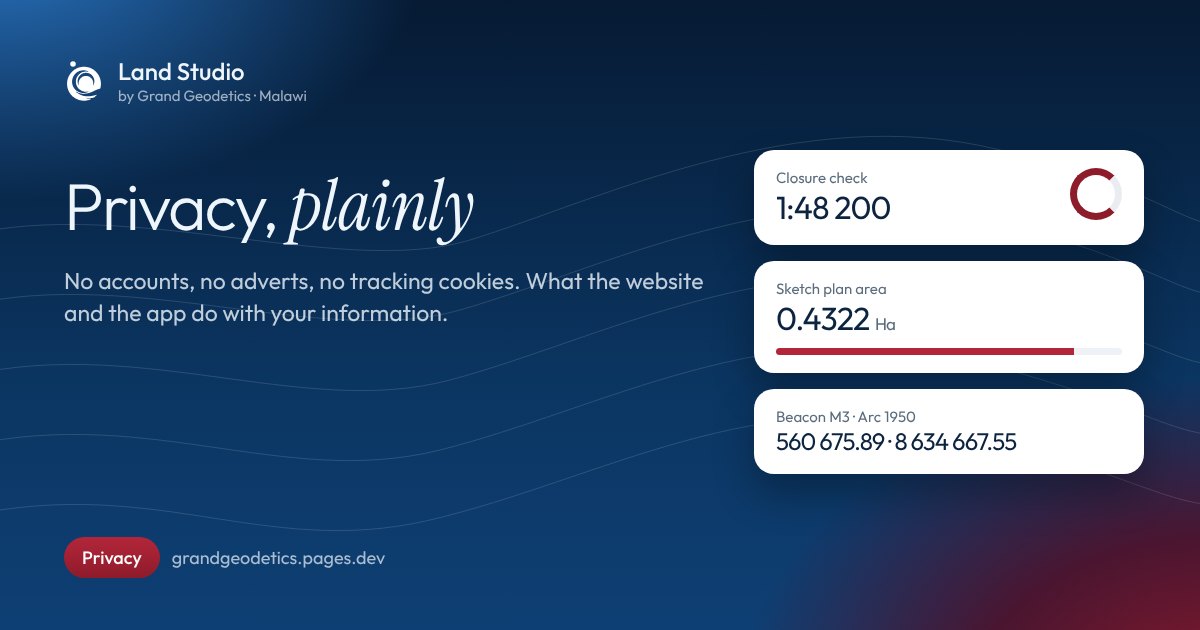 Land Studio
by Grand Geodetics · Malawi
Privacy, plainly
No accounts, no adverts, no tracking cookies. What the website
and the app do with your information.
Closure check
1:48 200
Sketch plan area
0.4322 Ha
Beacon M3 · Arc 1950
560 675.89 · 8 634 667.55
Privacy
grandgeodetics.pages.dev